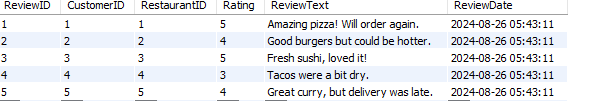 ReviewID CustomerID RestaurantID Rating ReviewText ReviewDate
1 1 1 5 Amazing pizza! Will order again. 2024-08-26 05:43:11
2 2 2 4 Good burgers but could be hotter. 2024-08-26 05:43:11
3 3 3 5 Fresh sushi, loved it! 2024-08-26 05:43:11
4 4 4 3 Tacos were a bit dry. 2024-08-26 05:43:11
5 5 5 4 Great curry, but delivery was late. 2024-08-26 05:43:11